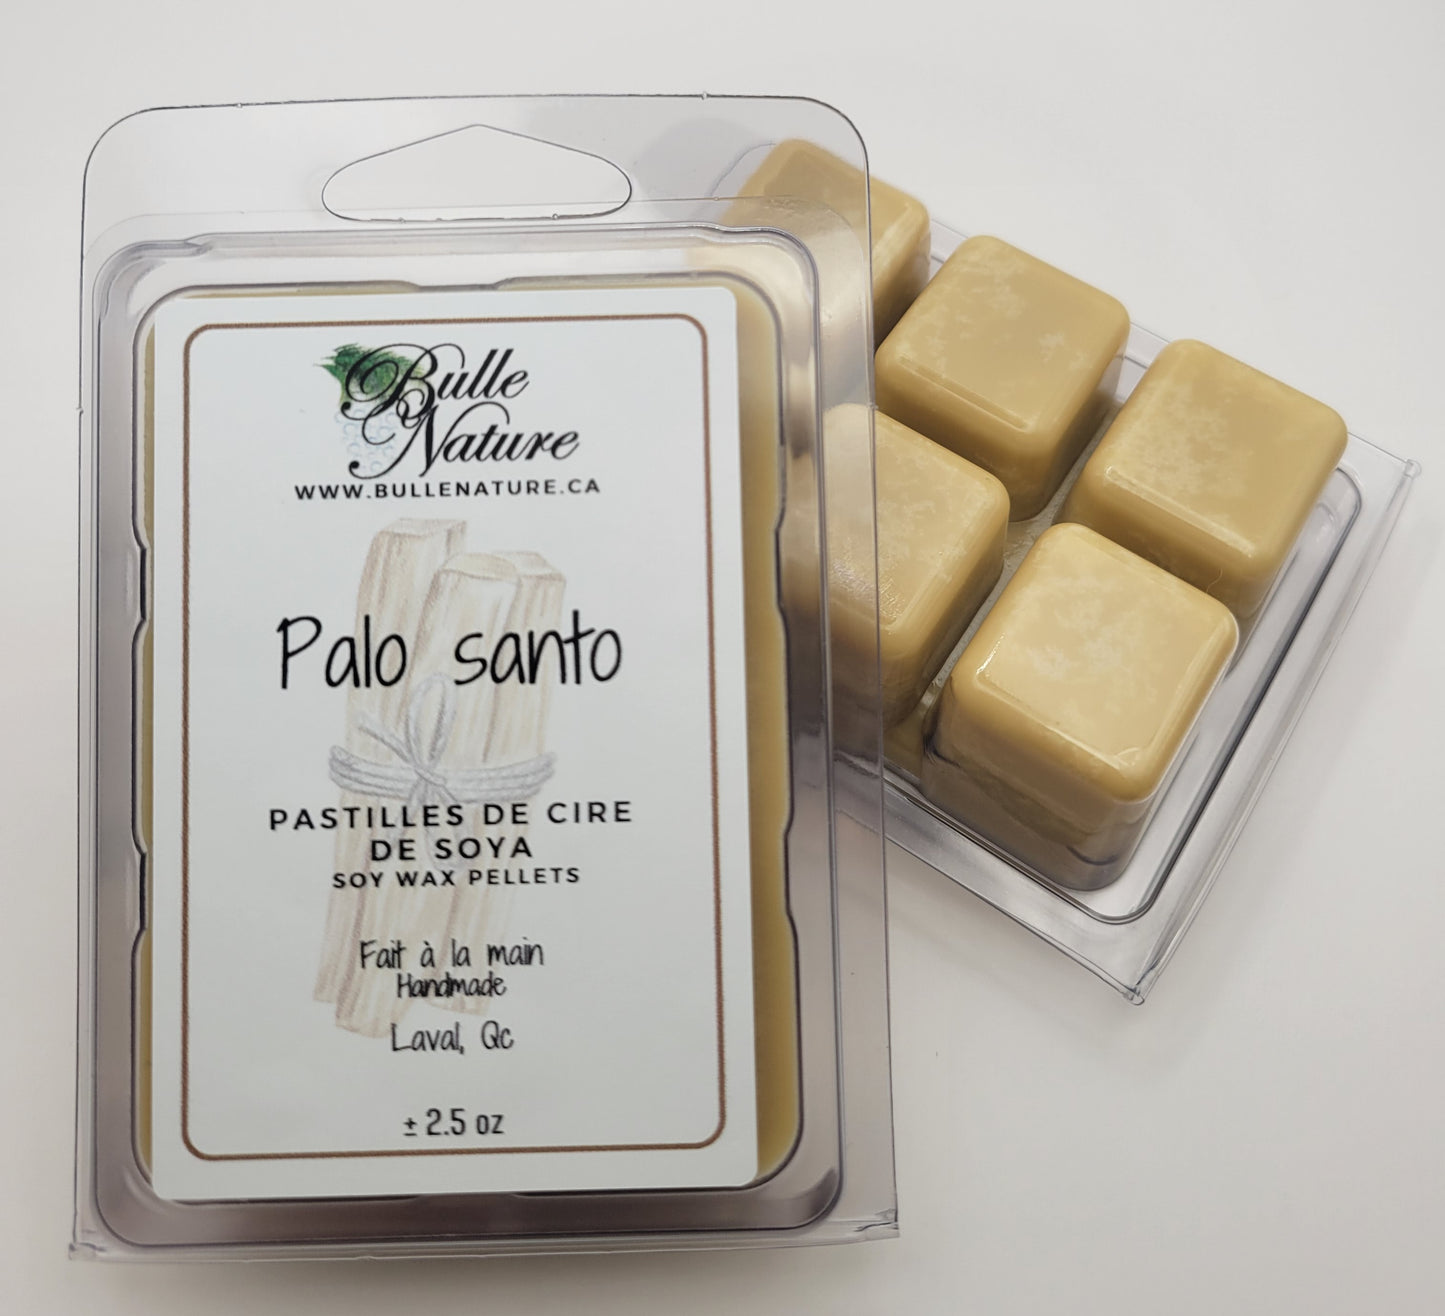 Bulle
Nature
WWW.BULLENATURE.CA
Palo santo
PASTILLES DE CIRE
DE SOYA
SOY WAX PELLETS
Fait à la main
Handmade
Laval, Qc
± 2.5 oz